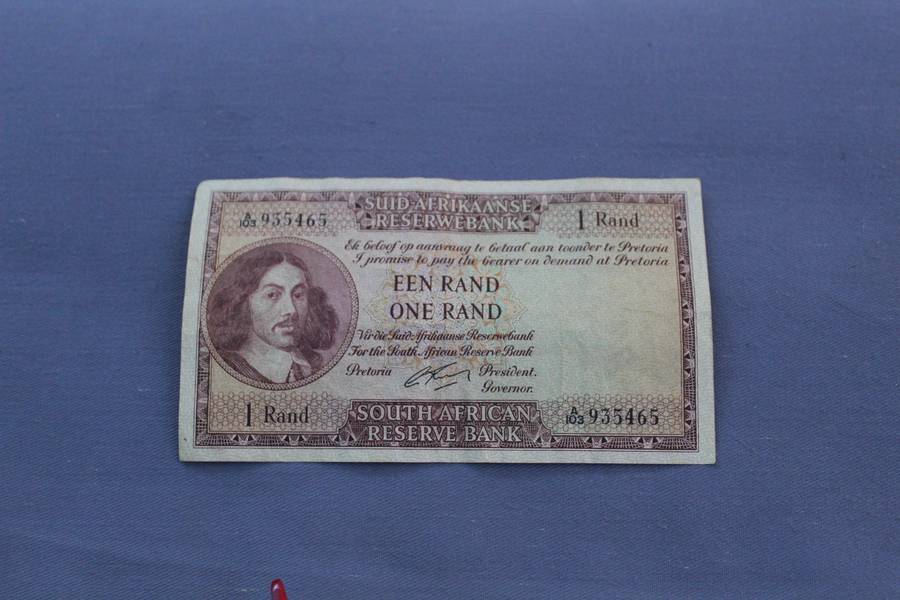 SUID-AFRIKAANSE
RESERWEBANK
A/103 935465
1 Rand
Ek beloof op aanvraag te betaal aan toonder te Pretoria
I promise to pay the bearer on demand at Pretoria
EEN RAND
ONE RAND
Vir die Suid-Afrikaanse Reserwebank
For the South African Reserve Bank
Pretoria
President.
Governor.
1 Rand
SOUTH AFRICAN
RESERVE BANK
A/103 935465